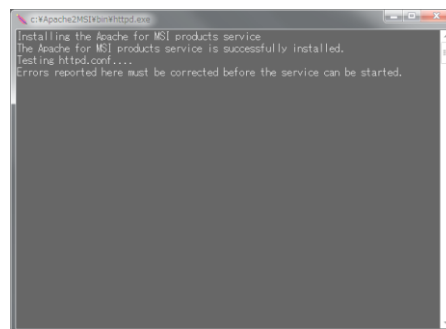 c:¥Apache2MSI¥bin¥httpd.exe
Installing the Apache for MSI products service
The Apache for MSI products service is successfully installed.
Testing httpd.conf....
Errors reported here must be corrected before the service can be started.